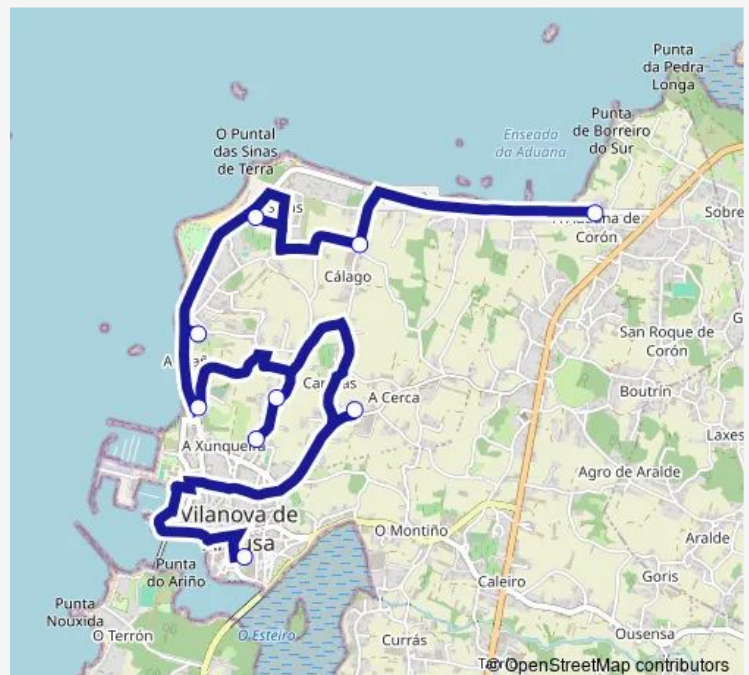 Punta
da Pedra
Longa
Punta
de Borreiro
do Sur
O Puntal
das Sinas
de Terra
Enseada
da Aduana
Sobre
Corón
Cálago
San Roque de
Corón
Boutrín
A Cerca
Laxes
A Xunqueira
Agro de Aralde
Vilanova de
O Montiño
Aralde
Punta
do Ariño
Caleiro
Goris
Punta
Nouxida
O Terrón
O Esteiro
Currás
Ousensa
© OpenStreetMap contributors